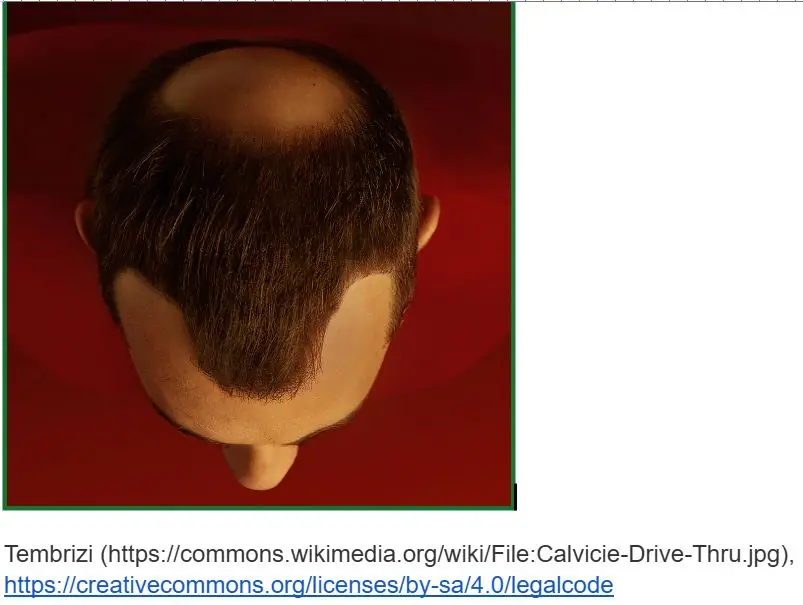 Tembrizi (https://commons.wikimedia.org/wiki/File:Calvicie-Drive-Thru.jpg),
https://creativecommons.org/licenses/by-sa/4.0/legalcode